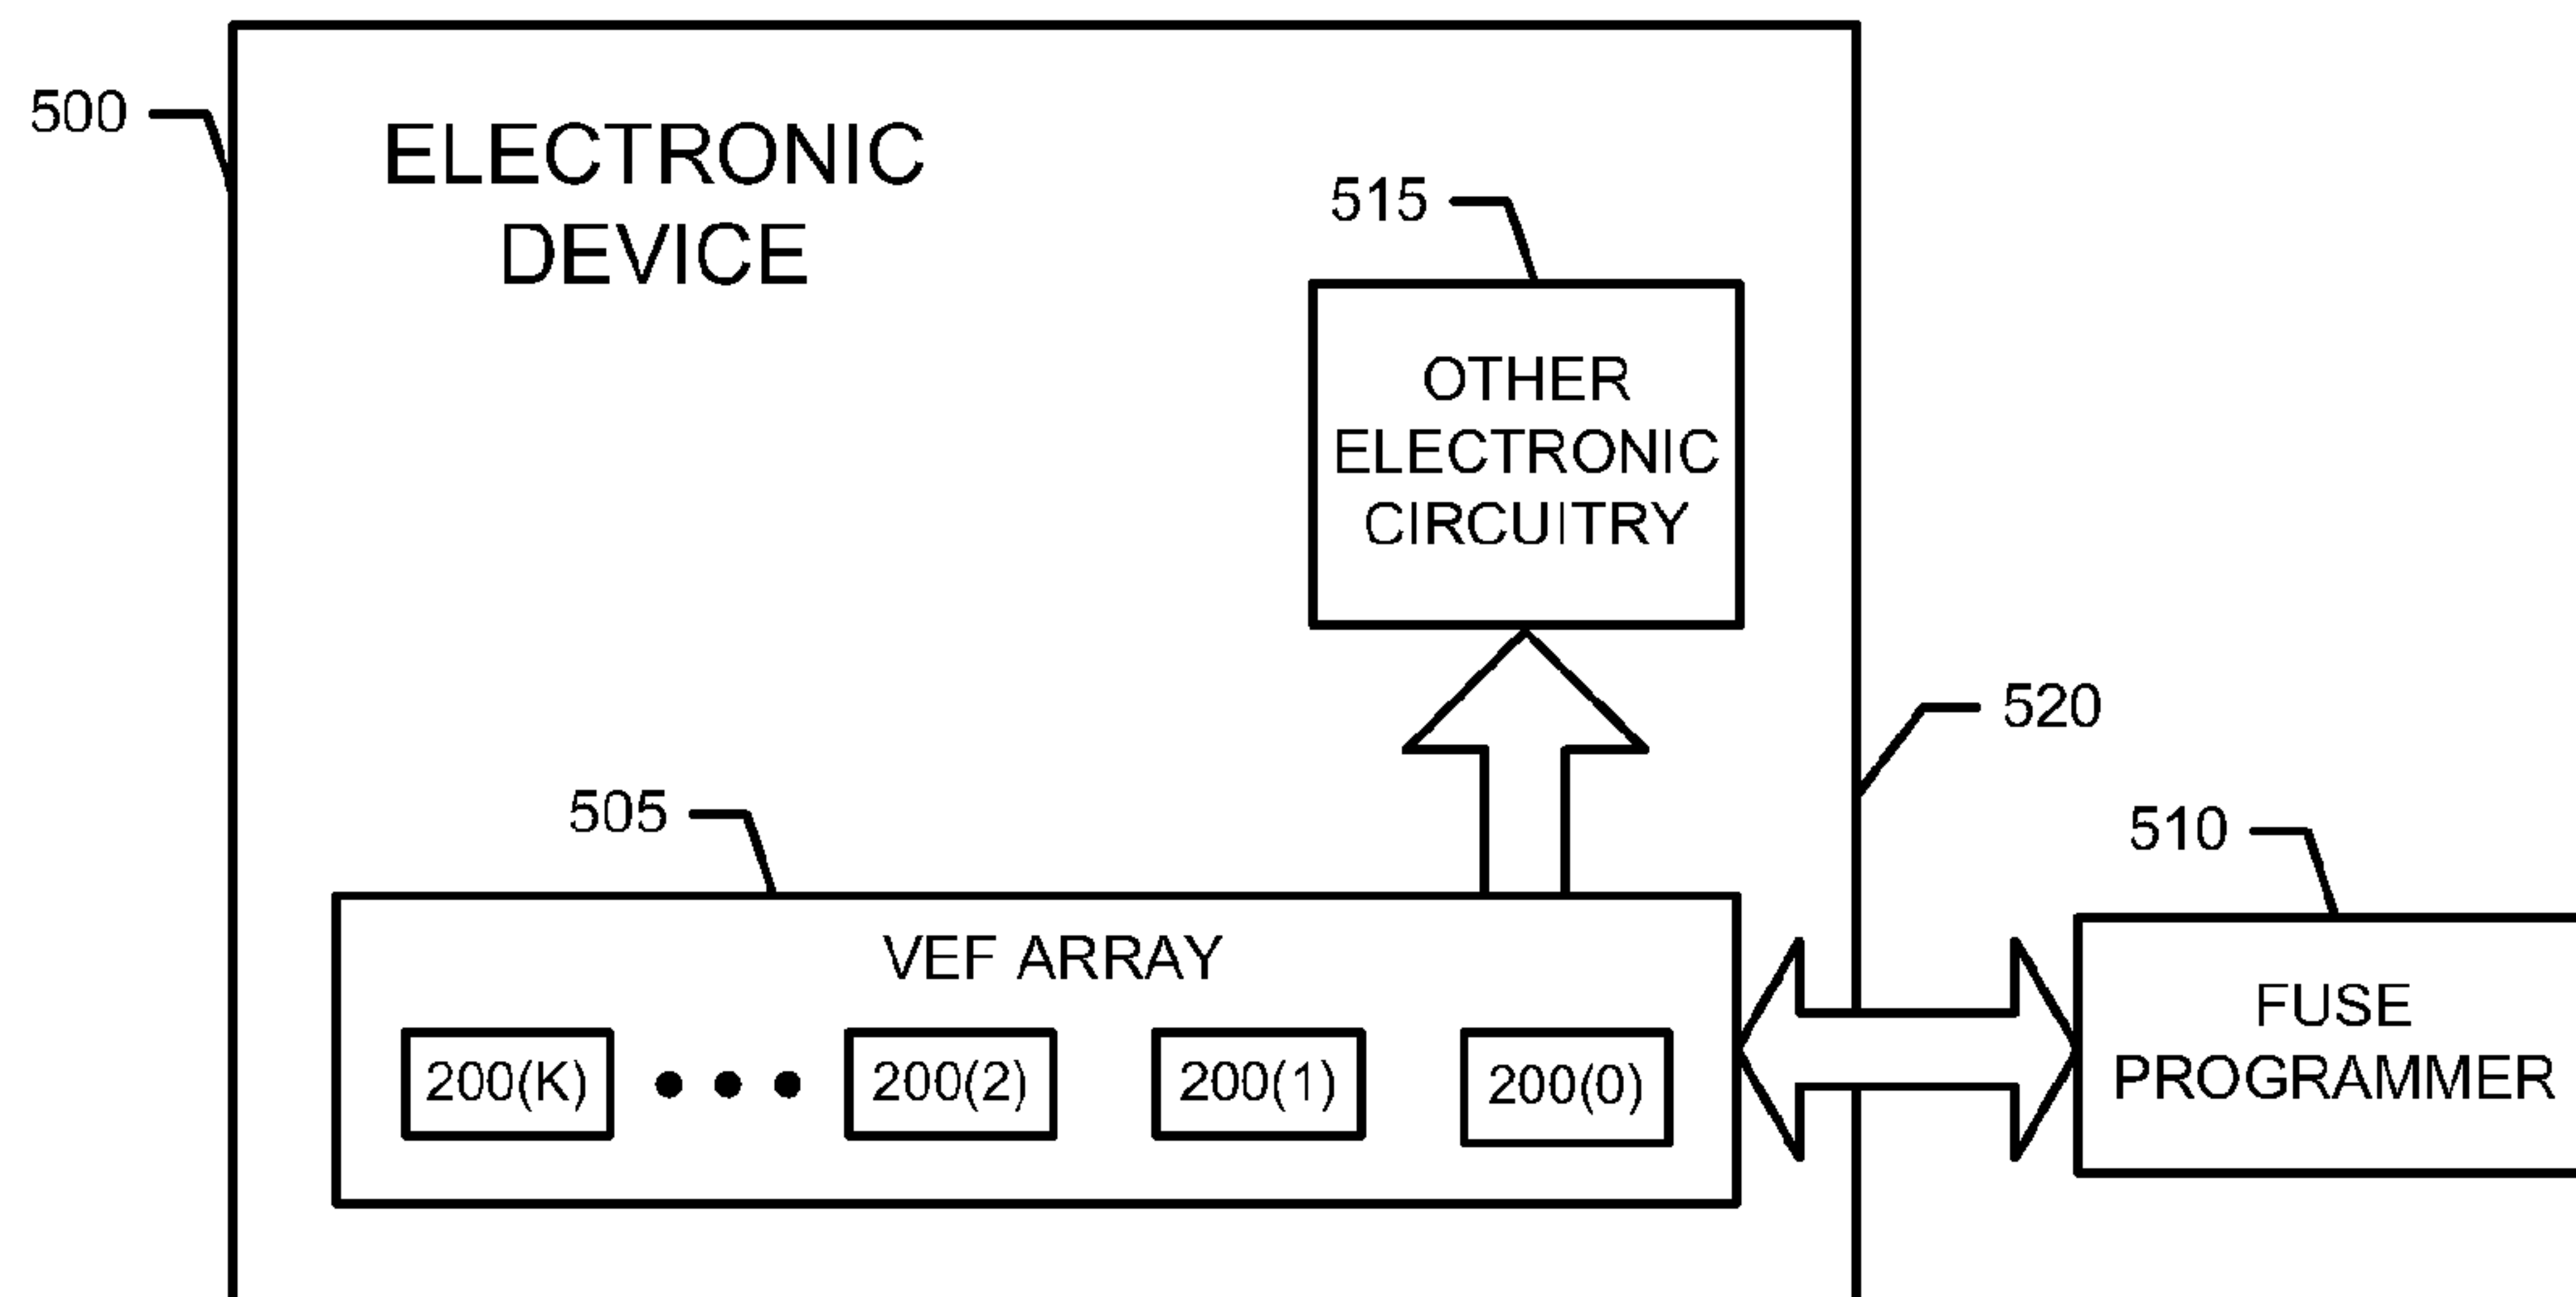 500
ELECTRONIC
DEVICE
515
OTHER
ELECTRONIC
CIRCUITRY
520
505
510
VEF ARRAY
FUSE
PROGRAMMER
200(K) 200(2) 200(1) 200(0)